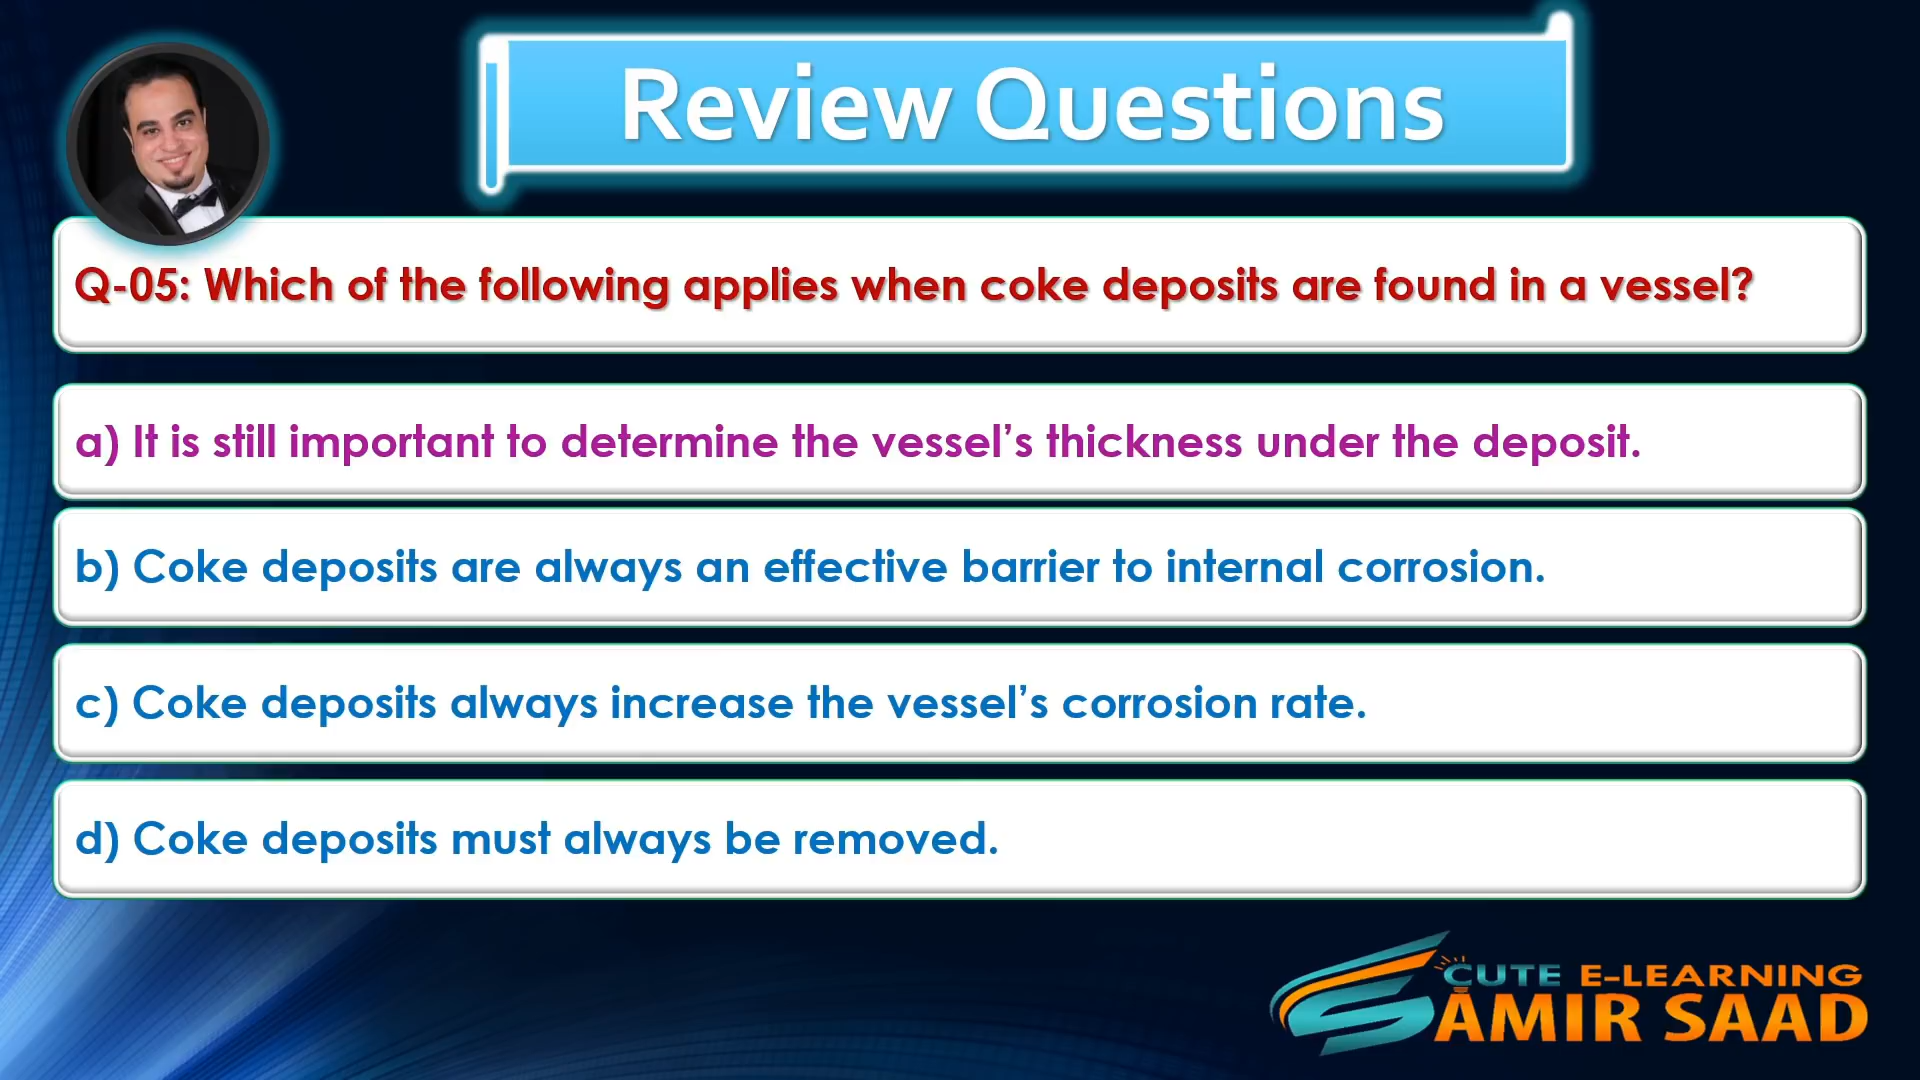 Review Questions
Q-05: Which of the following applies when coke deposits are found in a vessel?
a) It is still important to determine the vessel’s thickness under the deposit.
b) Coke deposits are always an effective barrier to internal corrosion.
c) Coke deposits always increase the vessel’s corrosion rate.
d) Coke deposits must always be removed.
CUTE E-LEARNING
AMIR SAAD